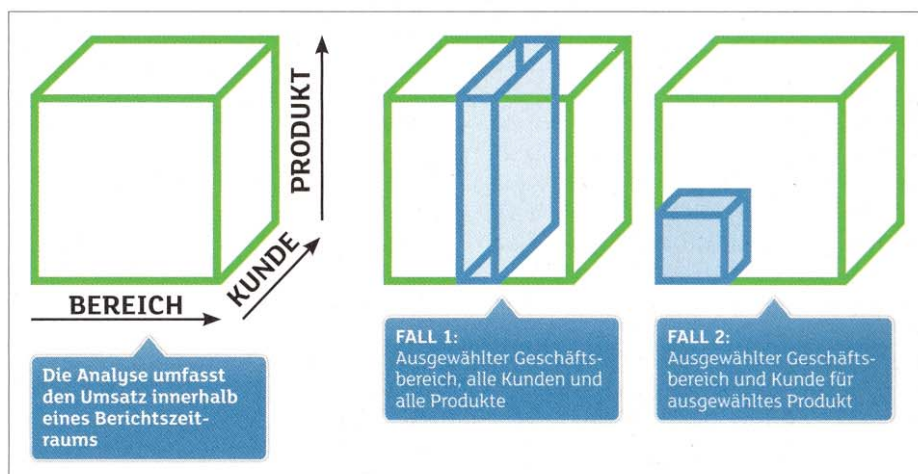 PRODUKT
KUNDE
BEREICH
Die Analyse umfasst
den Umsatz innerhalb
eines Berichtszeit-
raums
FALL 1:
Ausgewählter Geschäfts-
bereich, alle Kunden und
alle Produkte
FALL 2:
Ausgewählter Geschäfts-
bereich und Kunde für
ausgewähltes Produkt